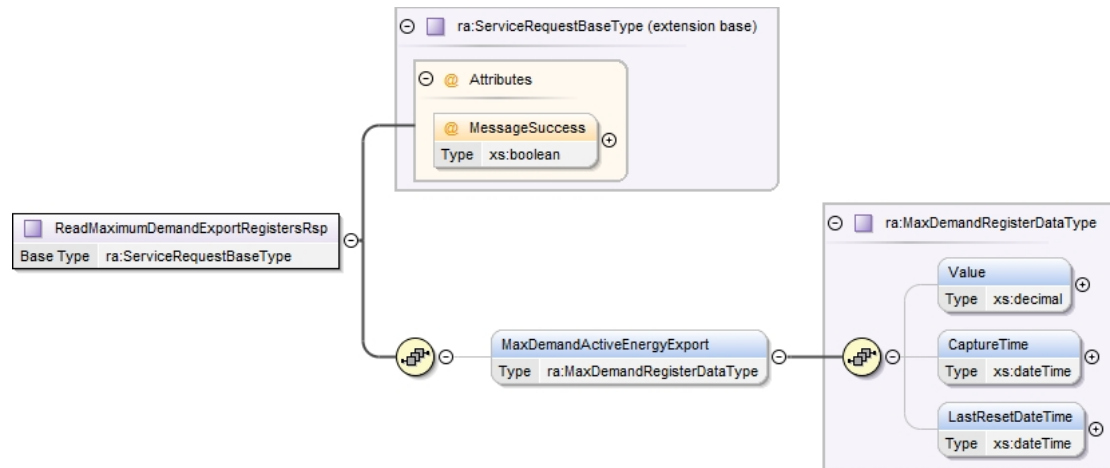 ra:ServiceRequestBaseType (extension base)
@ Attributes
@ MessageSuccess
Type xs:boolean
ReadMaximumDemandExportRegistersRsp
Base Type ra:ServiceRequestBaseType
ra:MaxDemandRegisterDataType
Value
Type xs:decimal
MaxDemandActiveEnergyExport
Type ra:MaxDemandRegisterDataType
CaptureTime
Type xs:dateTime
LastResetDateTime
Type xs:dateTime